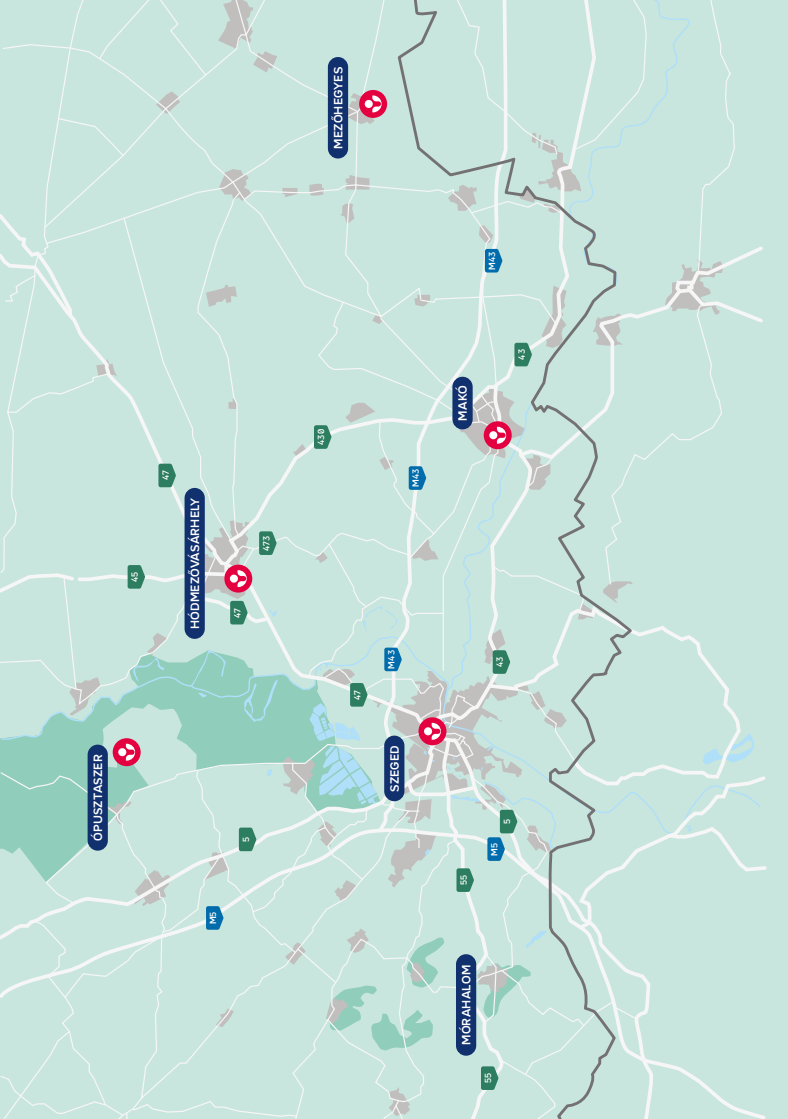 MEZŐHEGYES
M43
43
MAKÓ
430
M43
47
HÓDMEZŐVÁSÁRHELY
473
45
47
M43
43
47
SZEGED
ÓPUSZTASZER
5
5
M5
55
M5
MÓRAHALOM
55